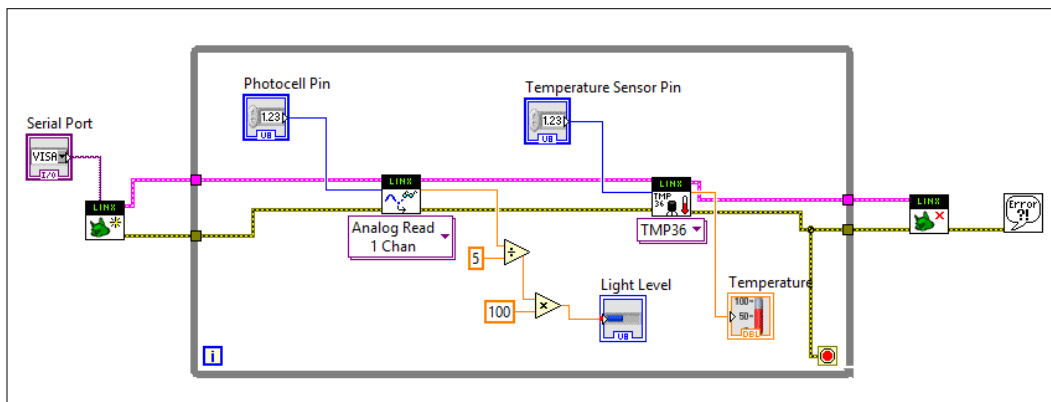 Photocell Pin
1.23
U8
Temperature Sensor Pin
1.23
U8
Serial Port
VISA
I/O
LINX
LINX
Analog Read
1 Chan
LINX
TMP
36
TMP36
LINX
Error
?!
5
÷
100
×
Light Level
U8
Temperature
100
50
DBL
i